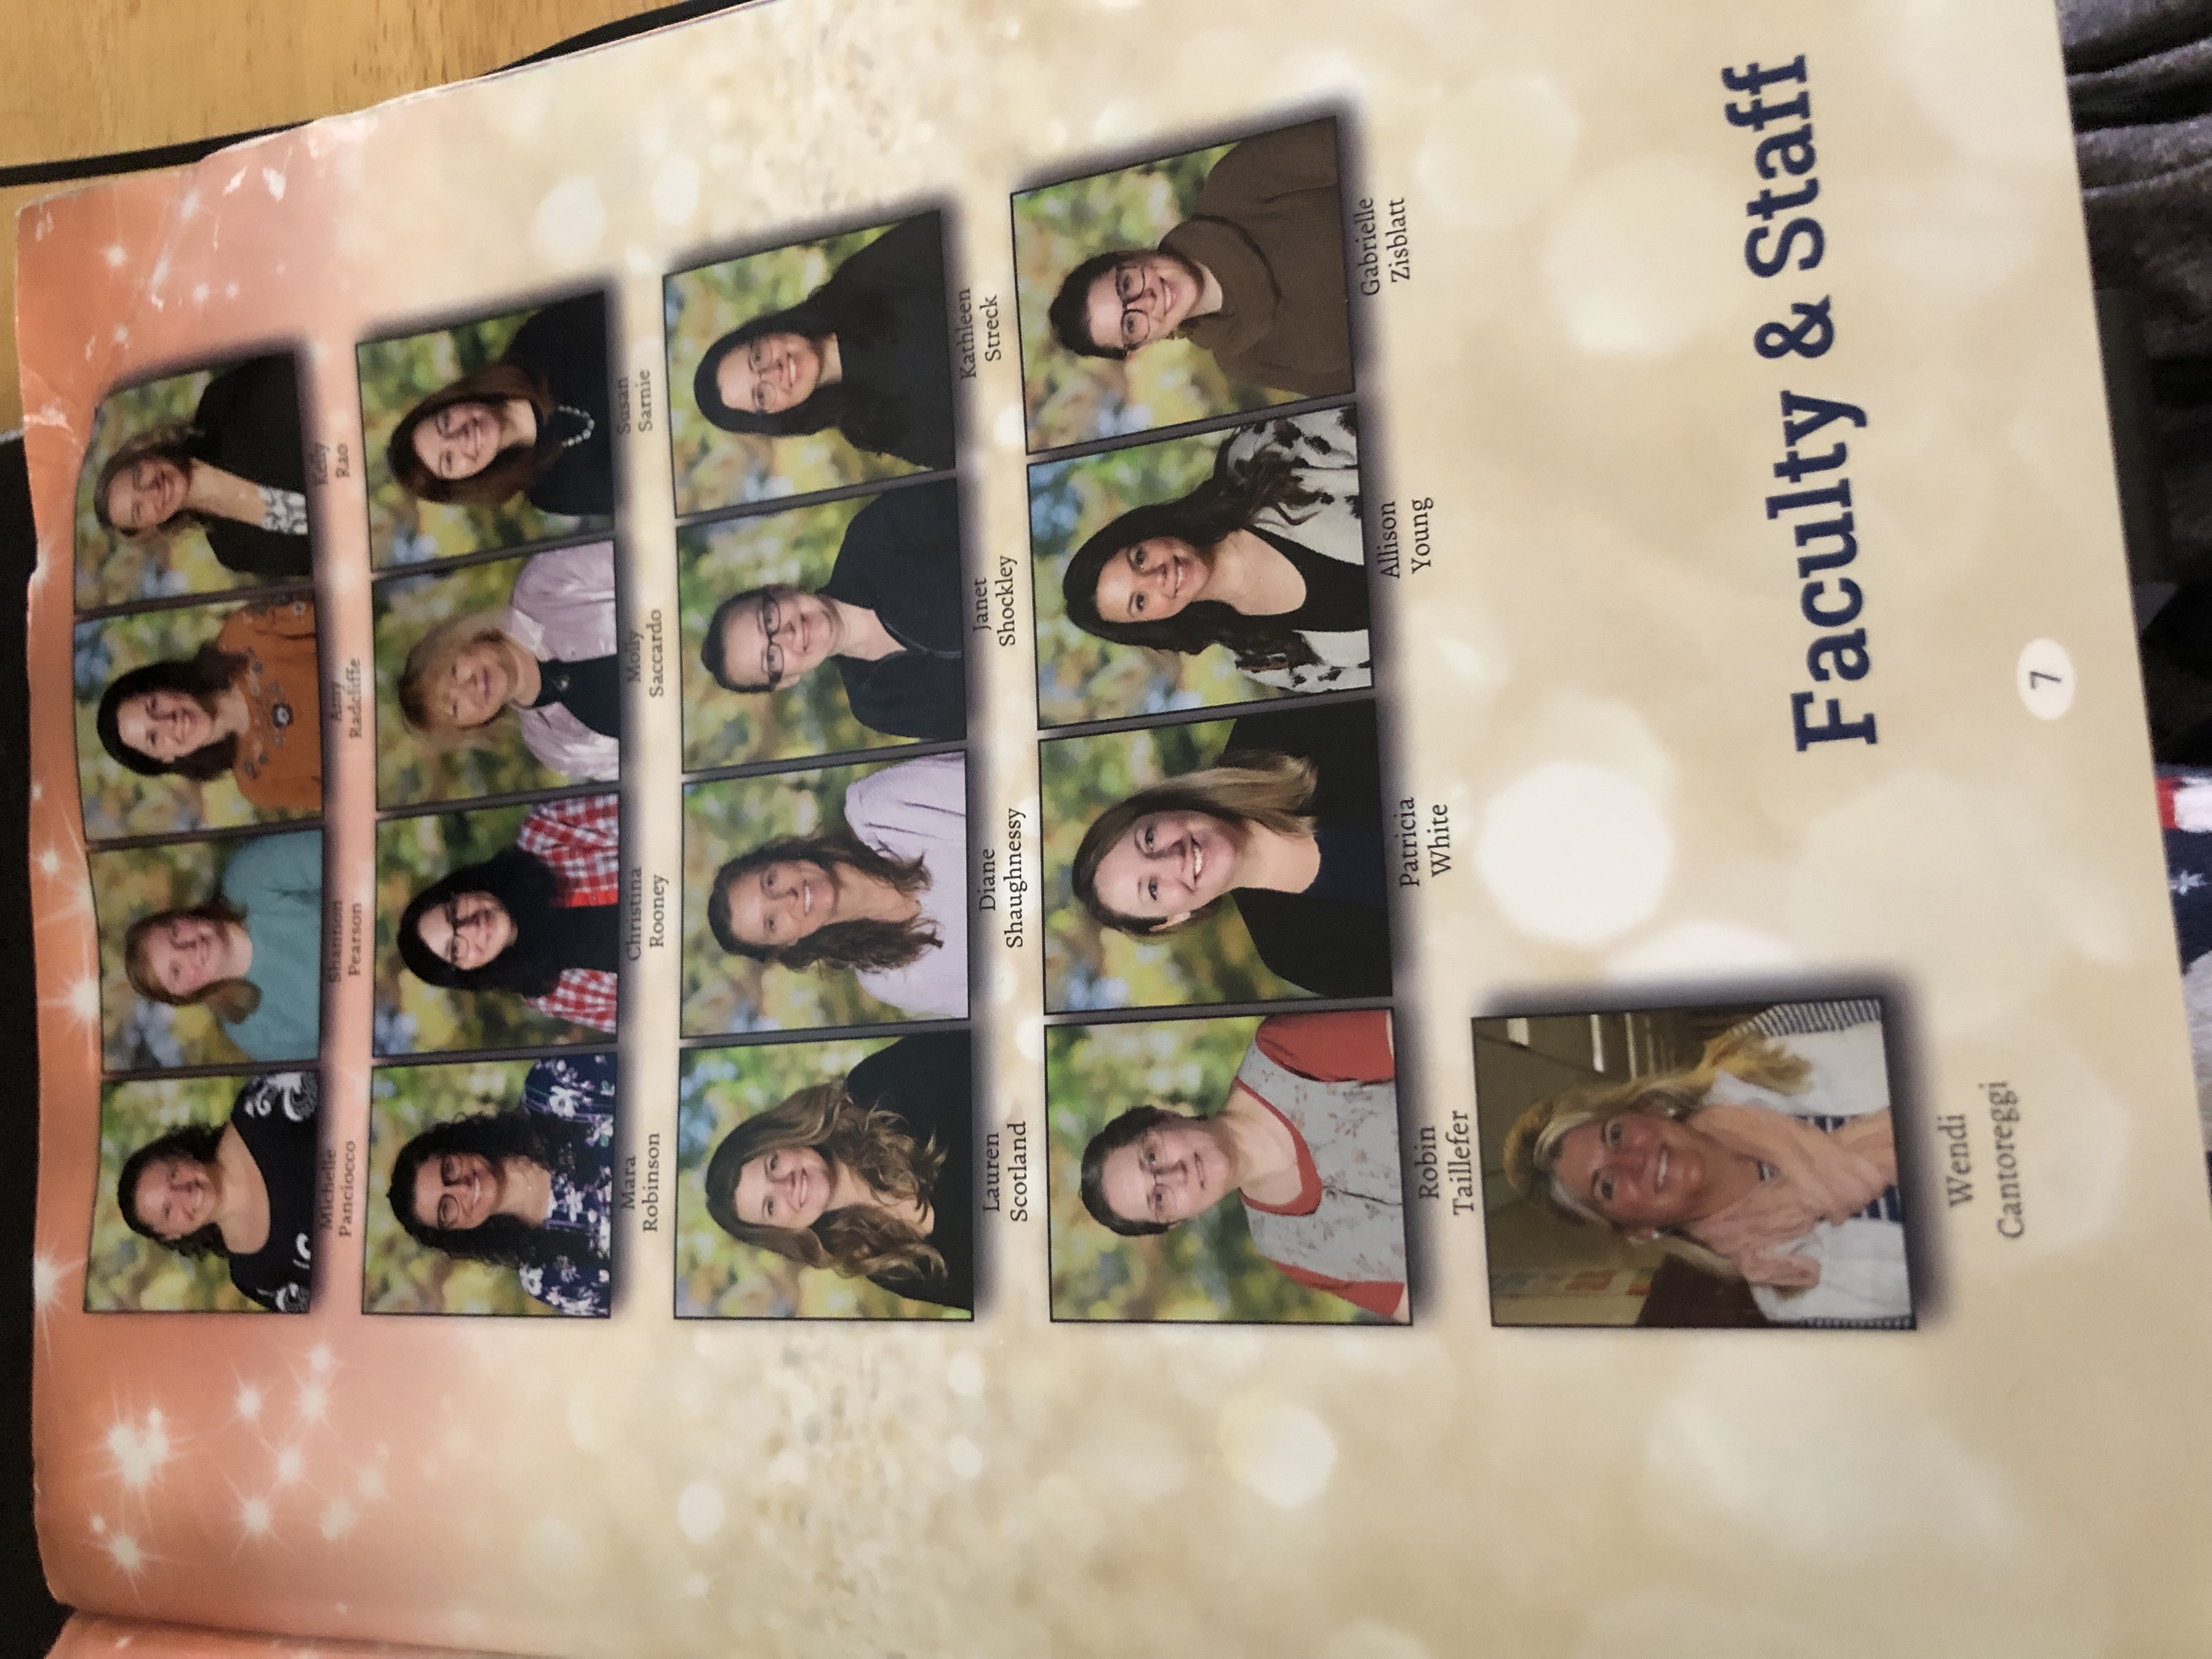 Michelle
Panciocco
Shannon
Pearson
Amy
Radcliffe
Kelly
Rao
Mara
Robinson
Christina
Rooney
Molly
Saccardo
Susan
Sarnie
Lauren
Scotland
Diane
Shaughnessy
Janet
Shockley
Kathleen
Streck
Robin
Taillefer
Patricia
White
Allison
Young
Gabrielle
Zisblatt
Wendi
Cantoreggi
Faculty & Staff
7